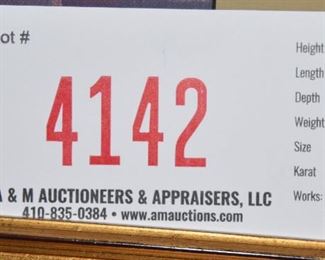 ot #
4142
A & M AUCTIONEERS & APPRAISERS, LLC
410-835-0384 • www.amauctions.com
Height
Length
Depth
Weight
Size
Karat
Works: